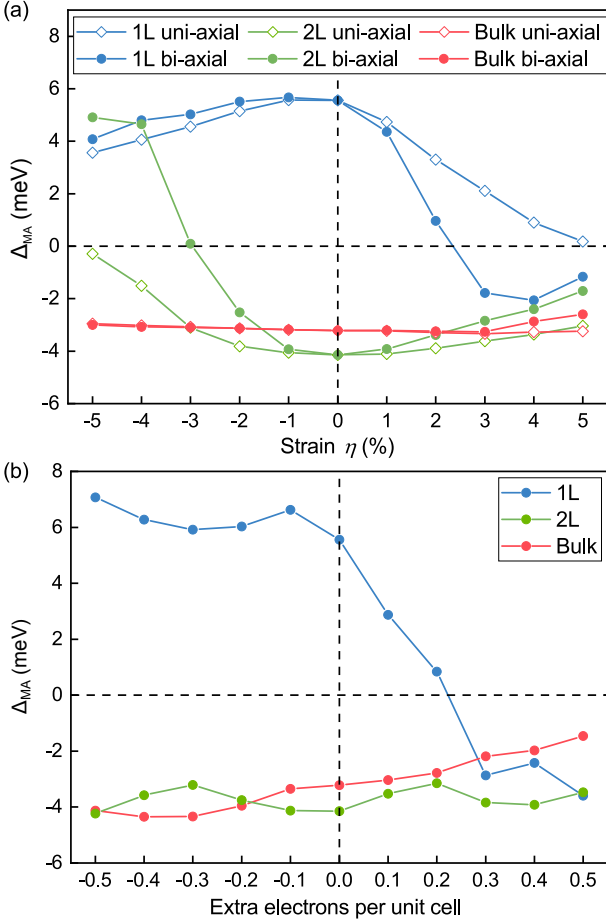 (a)
1L uni-axial 2L uni-axial Bulk uni-axial
1L bi-axial 2L bi-axial Bulk bi-axial
8
6
4
2
0
-2
-4
-6
ΔMA (meV)
-5 -4 -3 -2 -1 0 1 2 3 4 5
Strain η (%)
(b)
1L
2L
Bulk
8
6
4
2
0
-2
-4
-6
ΔMA (meV)
-0.5 -0.4 -0.3 -0.2 -0.1 0.0 0.1 0.2 0.3 0.4 0.5
Extra electrons per unit cell